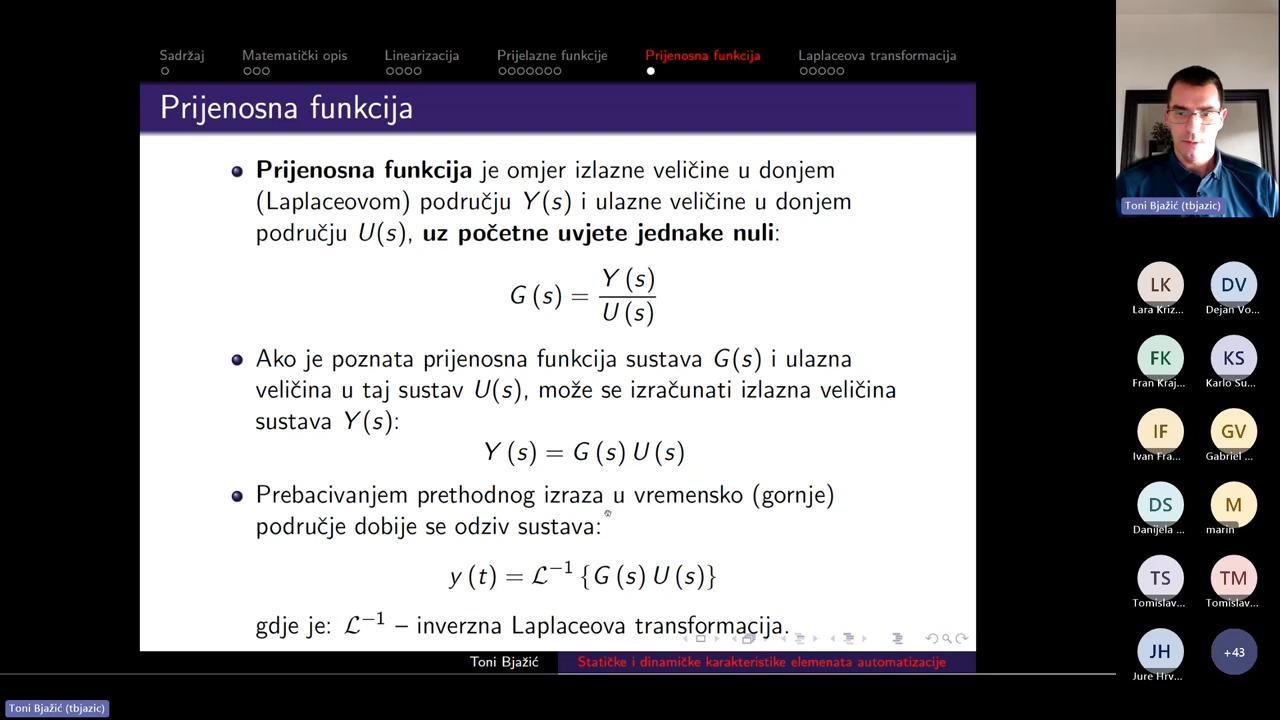 Sadržaj Matematički opis Linearizacija Prijelazne funkcije Prijenosna funkcija Laplaceova transformacija
Prijenosna funkcija
Prijenosna funkcija je omjer izlazne veličine u donjem
(Laplaceovom) području Y(s) i ulazne veličine u donjem
području U(s), uz početne uvjete jednake nuli:
G (s) = Y (s) / U (s)
Ako je poznata prijenosna funkcija sustava G(s) i ulazna
veličina u taj sustav U(s), može se izračunati izlazna veličina
sustava Y(s):
Y (s) = G (s) U (s)
Prebacivanjem prethodnog izraza u vremensko (gornje)
područje dobije se odziv sustava:
y (t) = ℒ⁻¹ {G (s) U (s)}
gdje je: ℒ⁻¹ – inverzna Laplaceova transformacija.
Toni Bjažić Statičke i dinamičke karakteristike elemenata automatizacije
Toni Bjažić (tbjazic)
LK DV
Lara Kriz... Dejan Vo...
FK KS
Fran Kraj... Karlo Su...
IF GV
Ivan Fra... Gabriel ...
DS M
Danijela ... marin
TS TM
Tomislav... Tomislav...
JH +43
Jure Hrv...
Toni Bjažić (tbjazic)